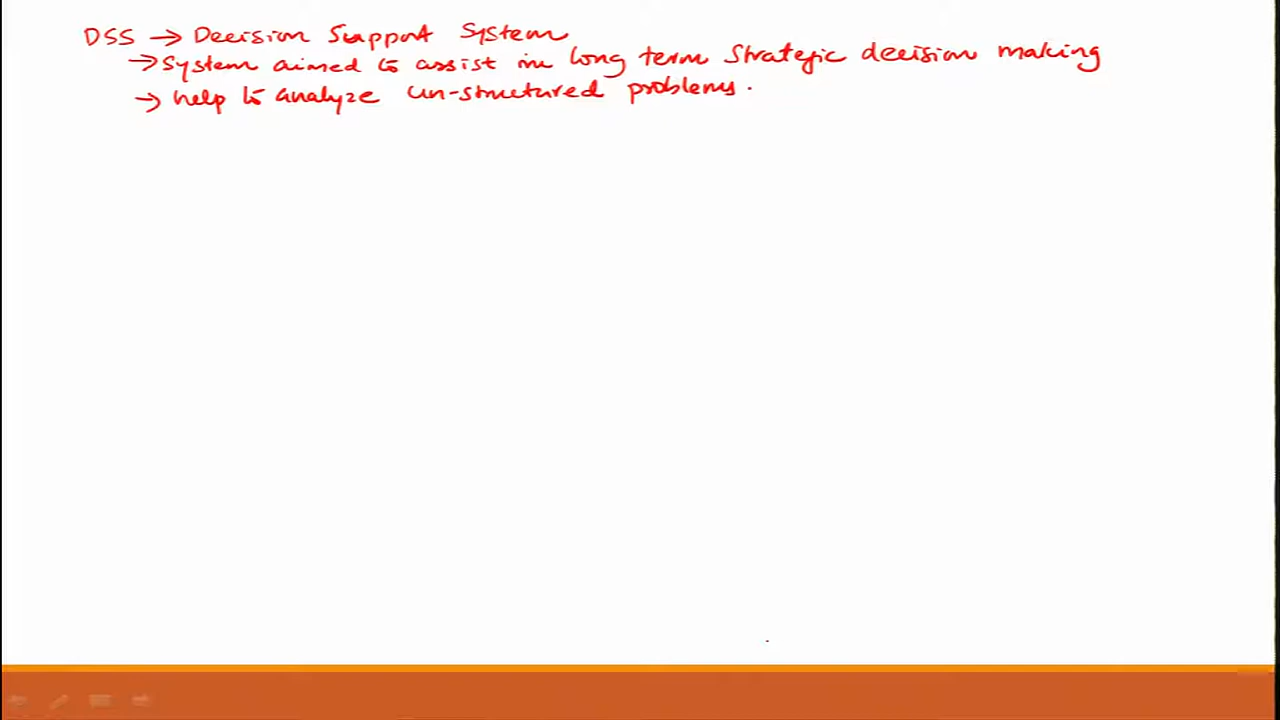 DSS → Decision Support System
→ System aimed to assist in long term Strategic decision making
→ help to analyze un-structured problems.